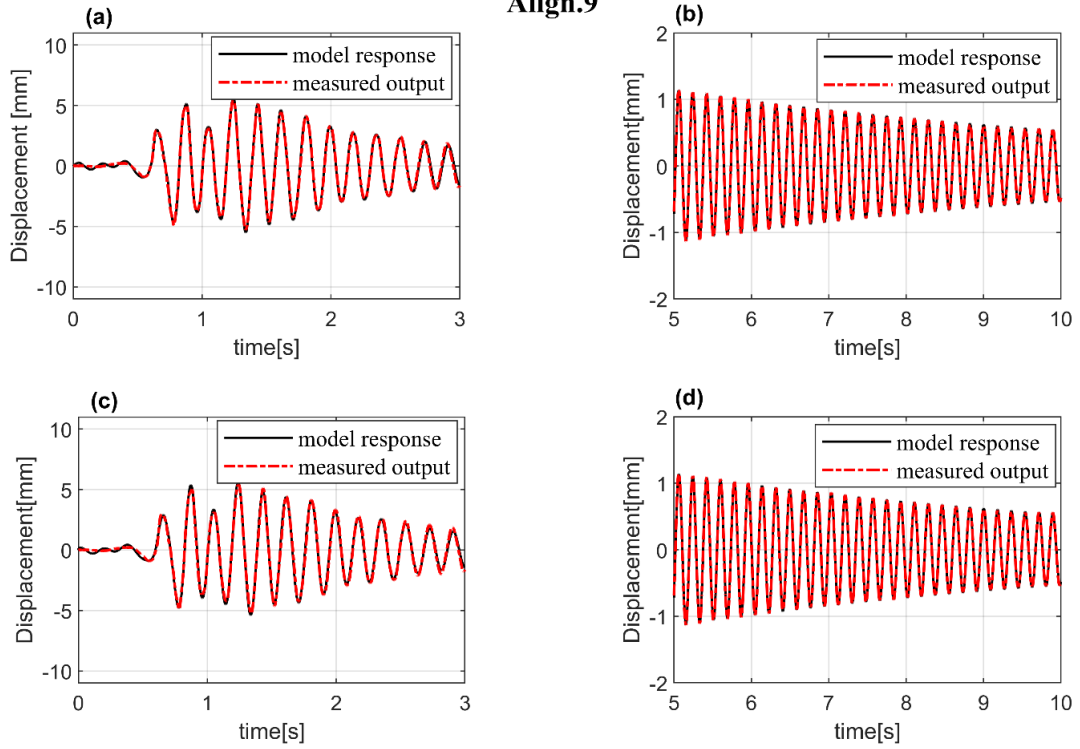 Align.9
(a)
10
5
0
-5
-10
Displacement [mm]
model response
measured output
0 1 2 3
time[s]
(b)
2
1
0
-1
-2
Displacement[mm]
model response
measured output
5 6 7 8 9 10
time[s]
(c)
10
5
0
-5
-10
Displacement[mm]
model response
measured output
0 1 2 3
time[s]
(d)
2
1
0
-1
-2
Displacement[mm]
model response
measured output
5 6 7 8 9 10
time[s]